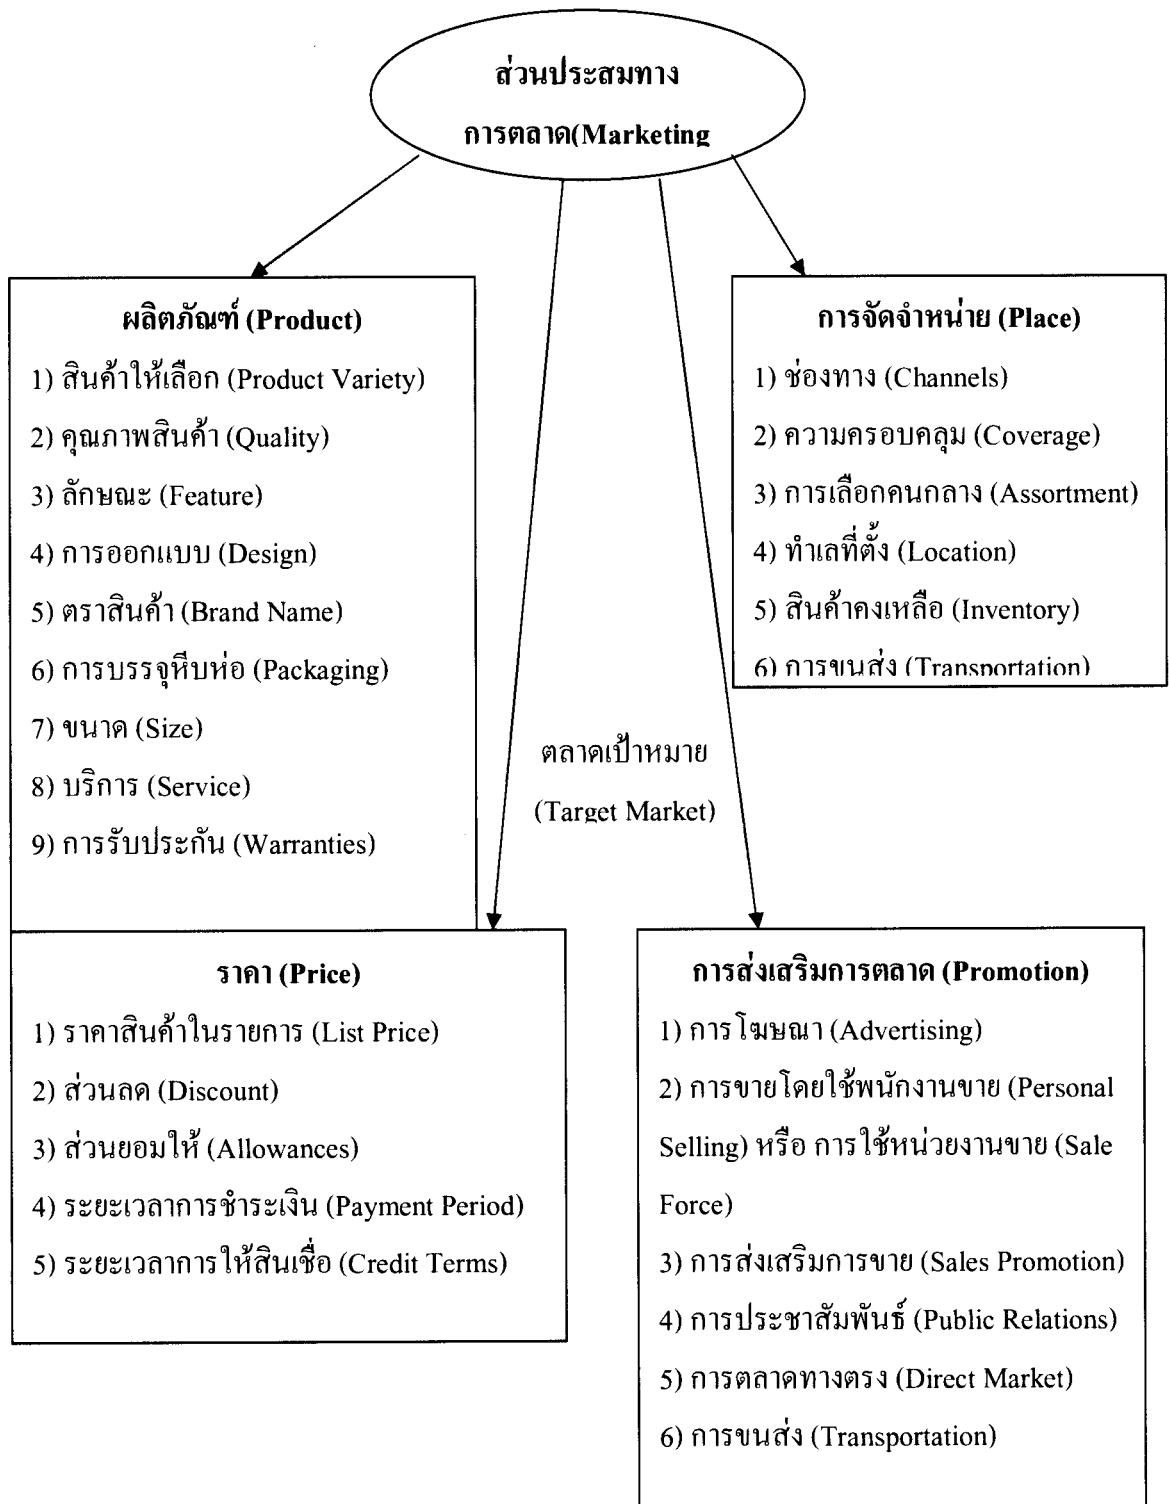 ส่วนประสมทาง
การตลาด(Marketing
ผลิตภัณฑ์ (Product)
1) สินค้าให้เลือก (Product Variety)
2) คุณภาพสินค้า (Quality)
3) ลักษณะ (Feature)
4) การออกแบบ (Design)
5) ตราสินค้า (Brand Name)
6) การบรรจุหีบห่อ (Packaging)
7) ขนาด (Size)
8) บริการ (Service)
9) การรับประกัน (Warranties)
การจัดจำหน่าย (Place)
1) ช่องทาง (Channels)
2) ความครอบคลุม (Coverage)
3) การเลือกคนกลาง (Assortment)
4) ทำเลที่ตั้ง (Location)
5) สินค้าคงเหลือ (Inventory)
6) การขนส่ง (Transportation)
ตลาดเป้าหมาย
(Target Market)
ราคา (Price)
1) ราคาสินค้าในรายการ (List Price)
2) ส่วนลด (Discount)
3) ส่วนยอมให้ (Allowances)
4) ระยะเวลาการชำระเงิน (Payment Period)
5) ระยะเวลาการให้สินเชื่อ (Credit Terms)
การส่งเสริมการตลาด (Promotion)
1) การโฆษณา (Advertising)
2) การขายโดยใช้พนักงานขาย (Personal
Selling) หรือ การใช้หน่วยงานขาย (Sale
Force)
3) การส่งเสริมการขาย (Sales Promotion)
4) การประชาสัมพันธ์ (Public Relations)
5) การตลาดทางตรง (Direct Market)
6) การขนส่ง (Transportation)